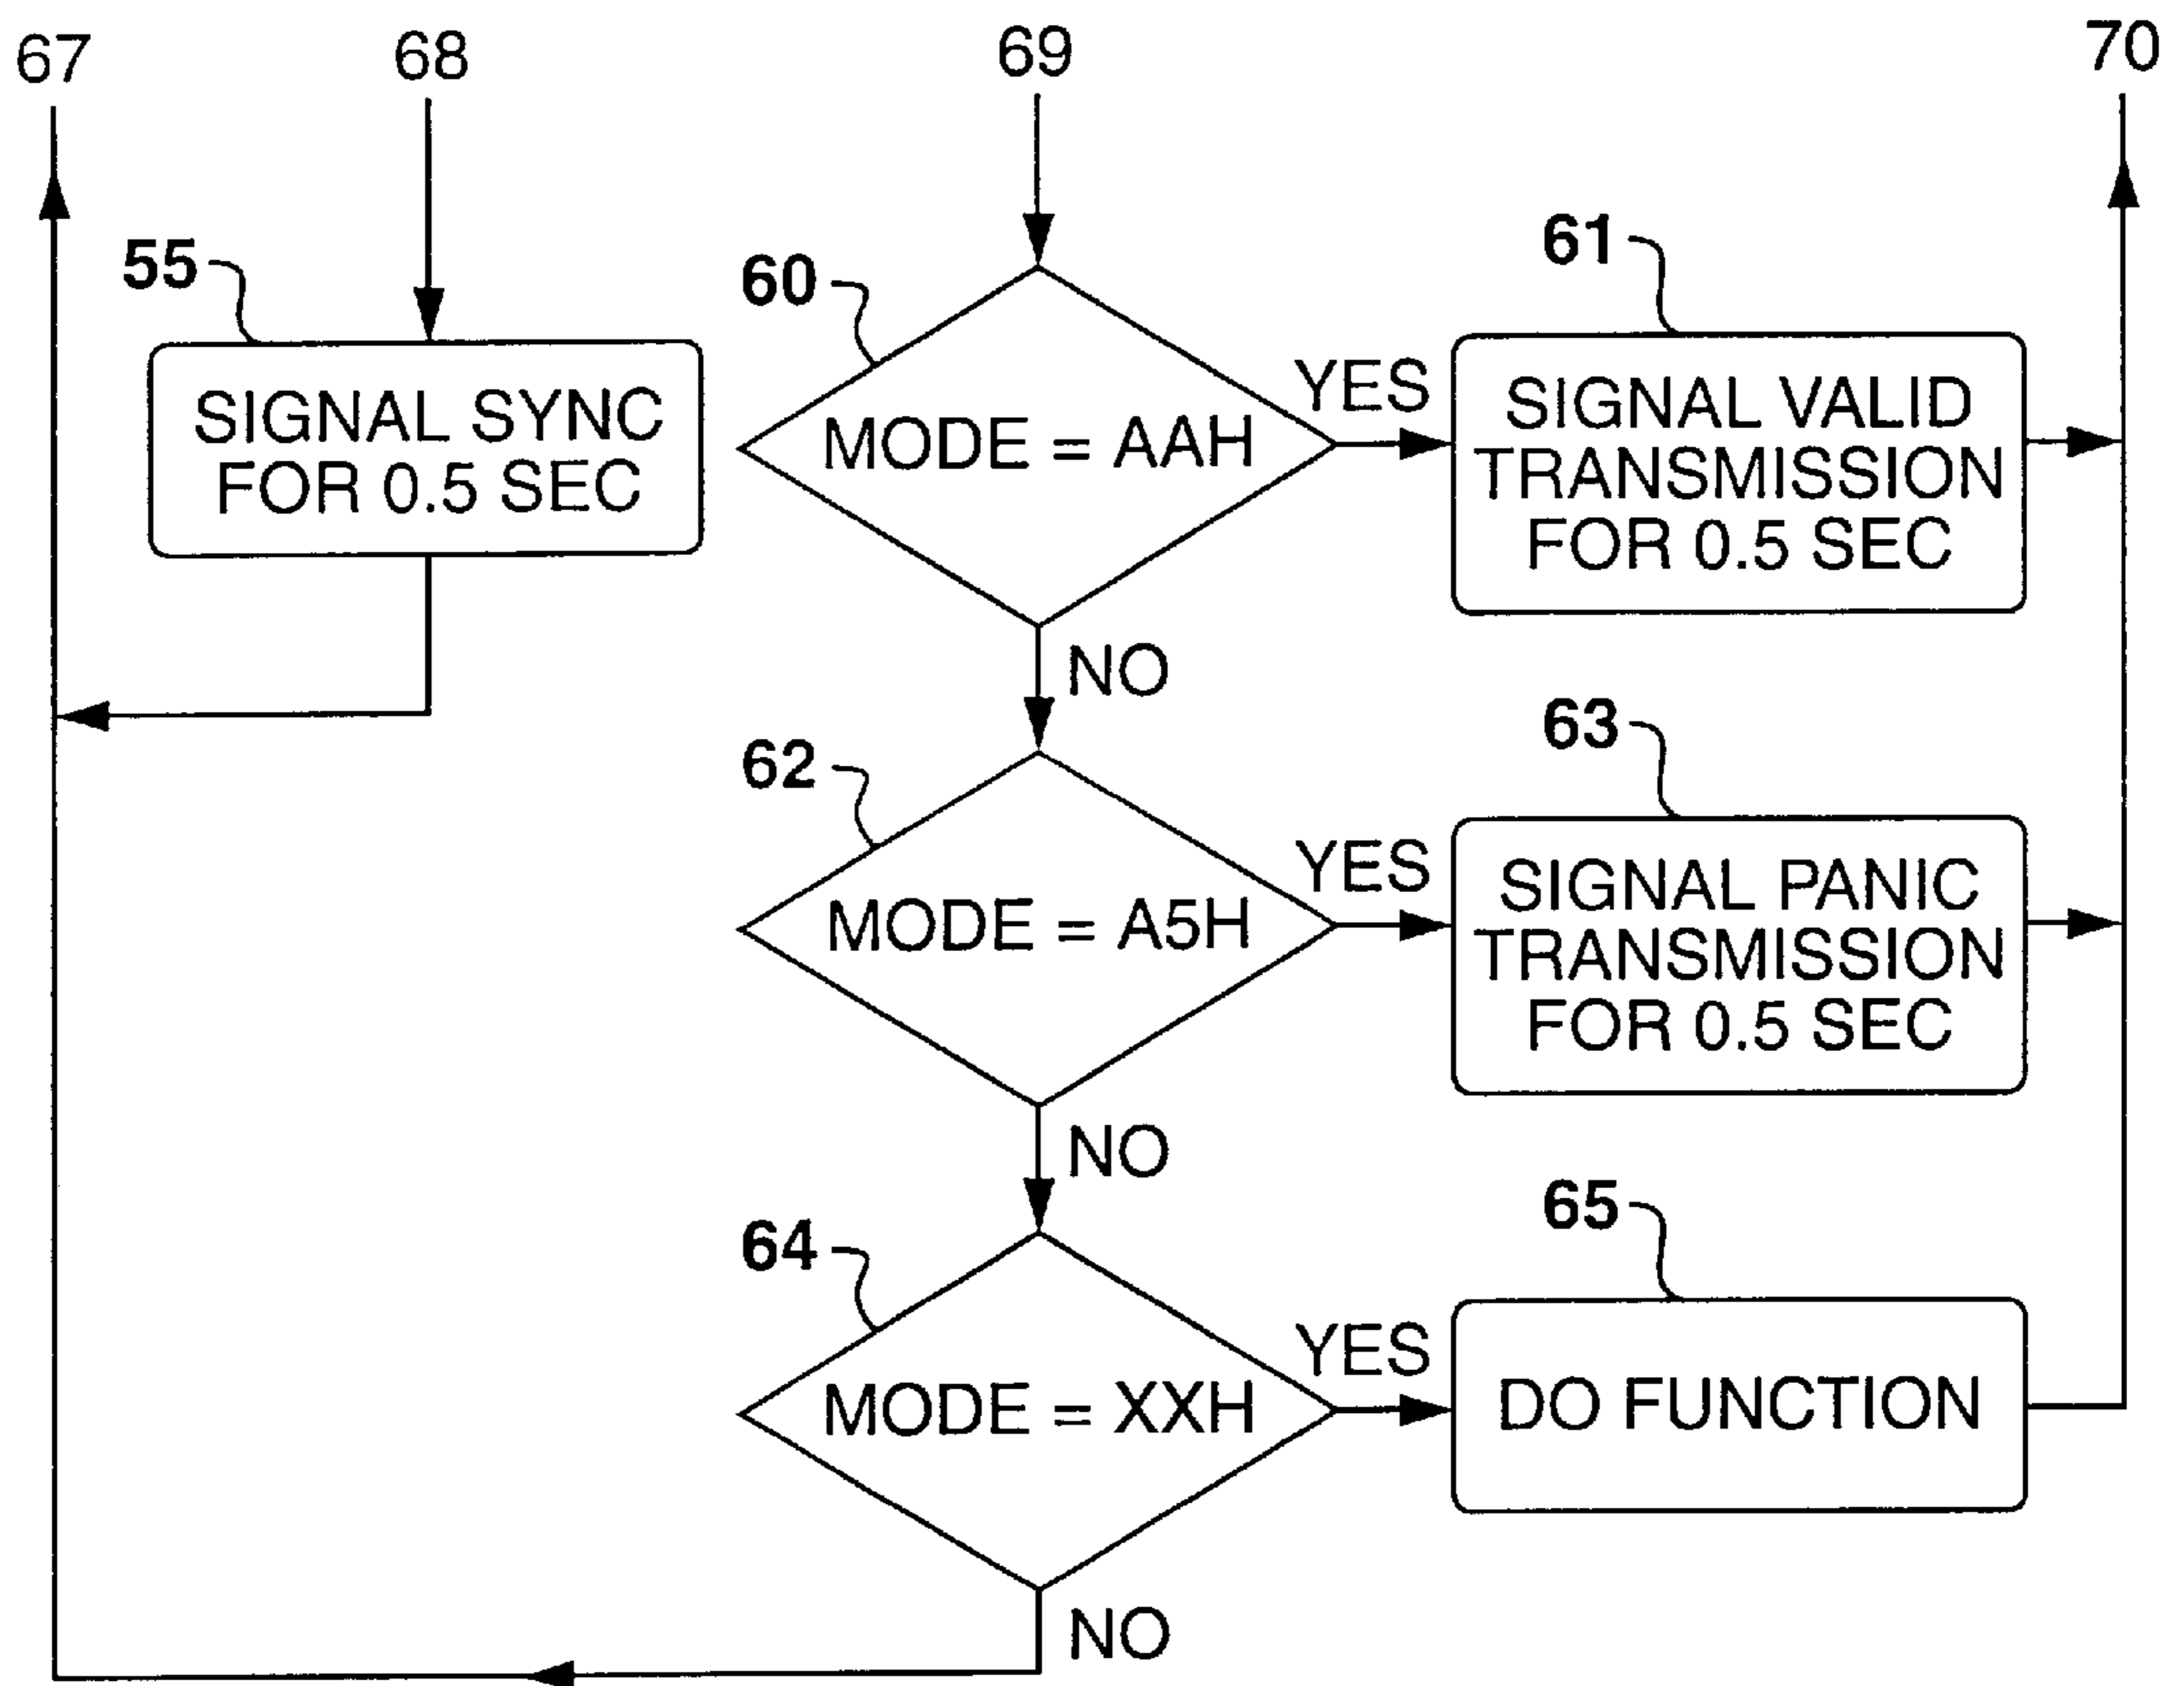 67
68
69
70
55
60
61
SIGNAL SYNC
FOR 0.5 SEC
MODE = AAH
YES
SIGNAL VALID
TRANSMISSION
FOR 0.5 SEC
NO
62
63
MODE = A5H
YES
SIGNAL PANIC
TRANSMISSION
FOR 0.5 SEC
NO
64
65
MODE = XXH
YES
DO FUNCTION
NO